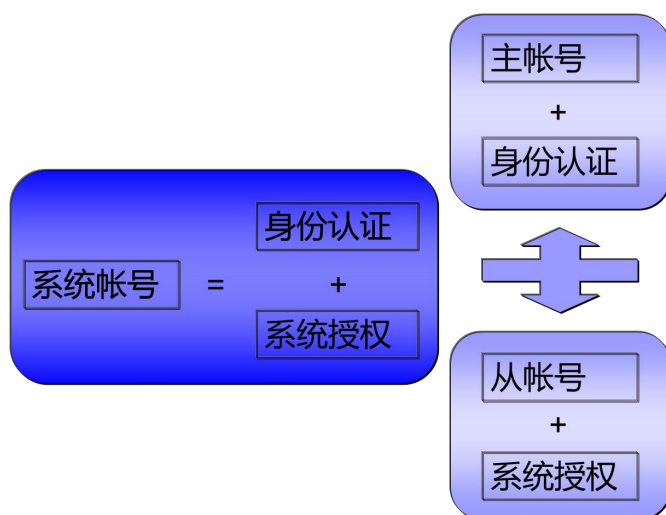 主帐号
+
身份认证
身份认证
系统帐号 = +
系统授权
从帐号
+
系统授权